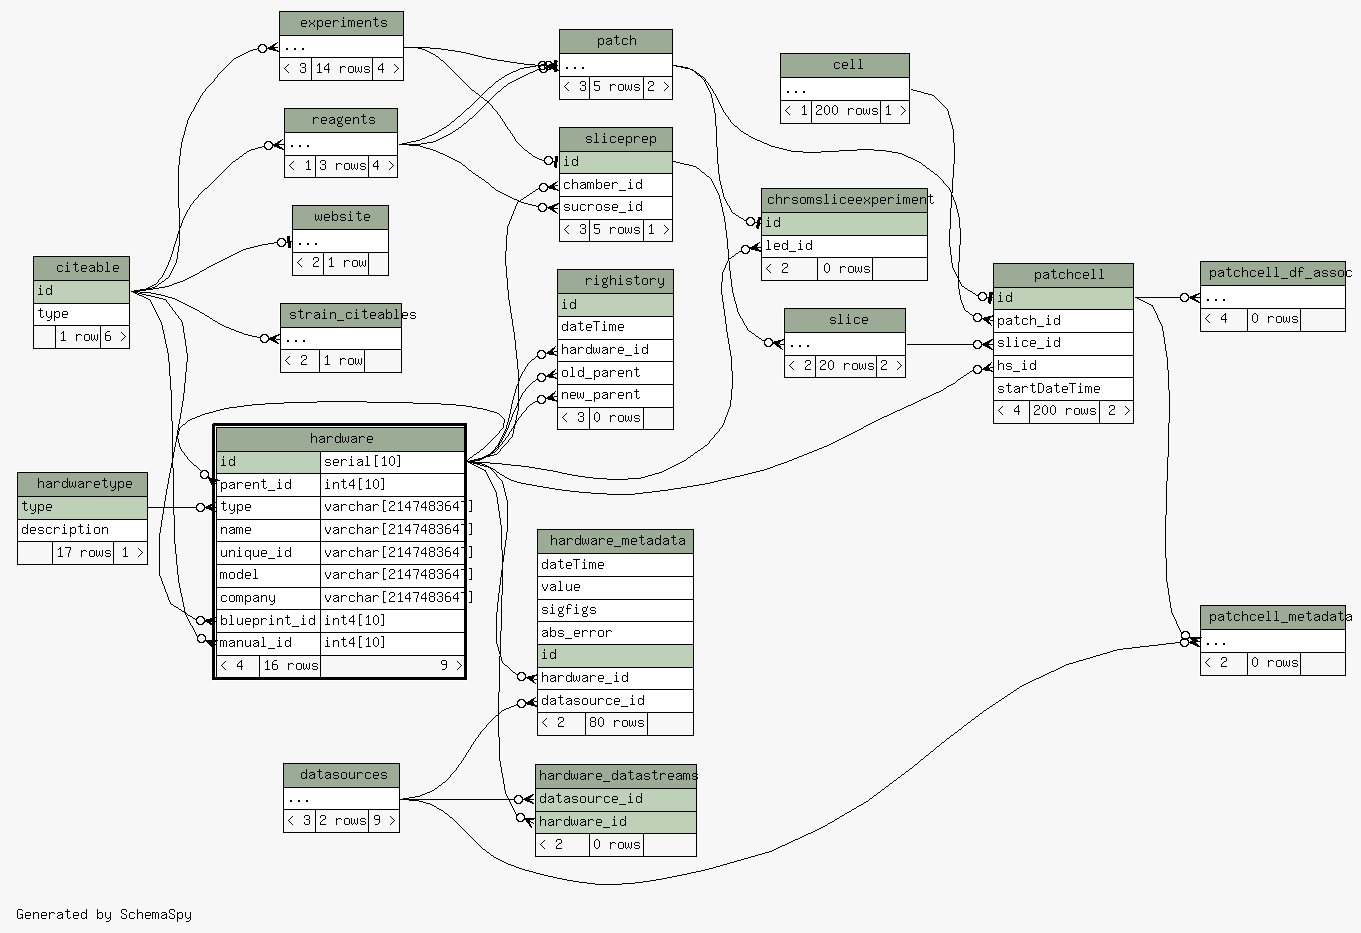 experiments
...
< 3 14 rows 4 >
reagents
...
< 1 3 rows 4 >
website
...
< 2 1 row
strain_citeables
...
< 2 1 row
citeable
id
type
1 row 6 >
hardwaretype
type
description
17 rows 1 >
hardware
id serial[10]
parent_id int4[10]
type varchar[2147483647]
name varchar[2147483647]
unique_id varchar[2147483647]
model varchar[2147483647]
company varchar[2147483647]
blueprint_id int4[10]
manual_id int4[10]
< 4 16 rows 9 >
datasources
...
< 3 2 rows 9 >
patch
...
< 3 5 rows 2 >
sliceprep
id
chamber_id
sucrose_id
< 3 5 rows 1 >
righistory
id
dateTime
hardware_id
old_parent
new_parent
< 3 0 rows
hardware_metadata
dateTime
value
sigfigs
abs_error
id
hardware_id
datasource_id
< 2 80 rows
hardware_datastreams
datasource_id
hardware_id
< 2 0 rows
cell
...
< 1 200 rows 1 >
chrsomsliceexperiment
id
led_id
< 2 0 rows
slice
...
< 2 20 rows 2 >
patchcell
id
patch_id
slice_id
hs_id
startDateTime
< 4 200 rows 2 >
patchcell_df_assoc
...
< 4 0 rows
patchcell_metadata
...
< 2 0 rows
Generated by SchemaSpy